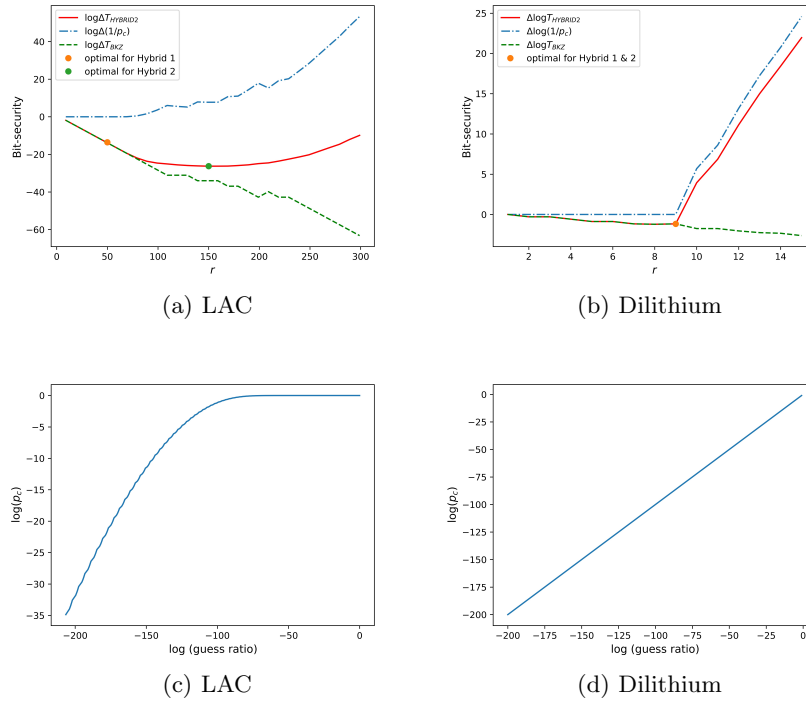 logΔT_HYBRID2
logΔ(1/p_c)
logΔT_BKZ
optimal for Hybrid 1
optimal for Hybrid 2
Bit-security
40
20
0
−20
−40
−60
0 50 100 150 200 250 300
r
(a) LAC
ΔlogT_HYBRID2
Δlog(1/p_c)
ΔlogT_BKZ
optimal for Hybrid 1 & 2
Bit-security
25
20
15
10
5
0
2 4 6 8 10 12 14
r
(b) Dilithium
log(p_c)
0
−5
−10
−15
−20
−25
−30
−35
−200 −150 −100 −50 0
log (guess ratio)
(c) LAC
log(p_c)
0
−25
−50
−75
−100
−125
−150
−175
−200
−200 −175 −150 −125 −100 −75 −50 −25 0
log (guess ratio)
(d) Dilithium